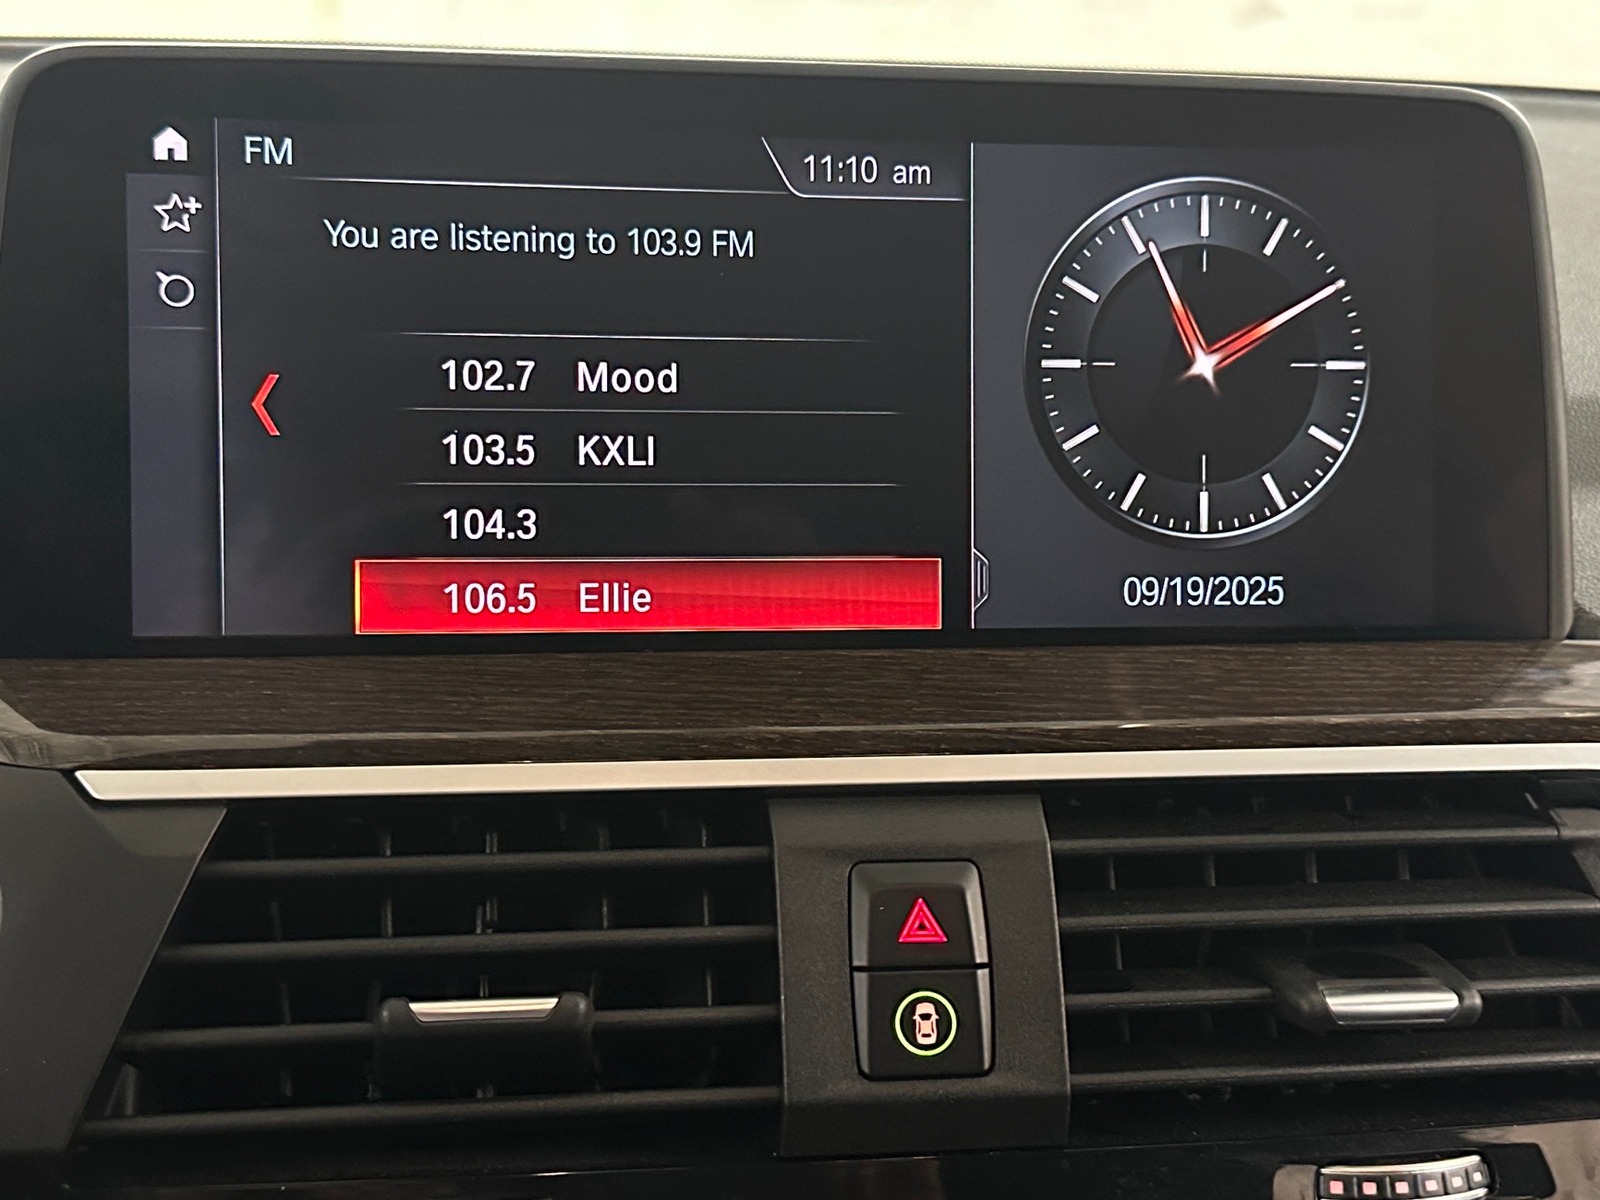 FM
11:10 am
You are listening to 103.9 FM
102.7 Mood
103.5 KXLI
104.3
106.5 Ellie
09/19/2025